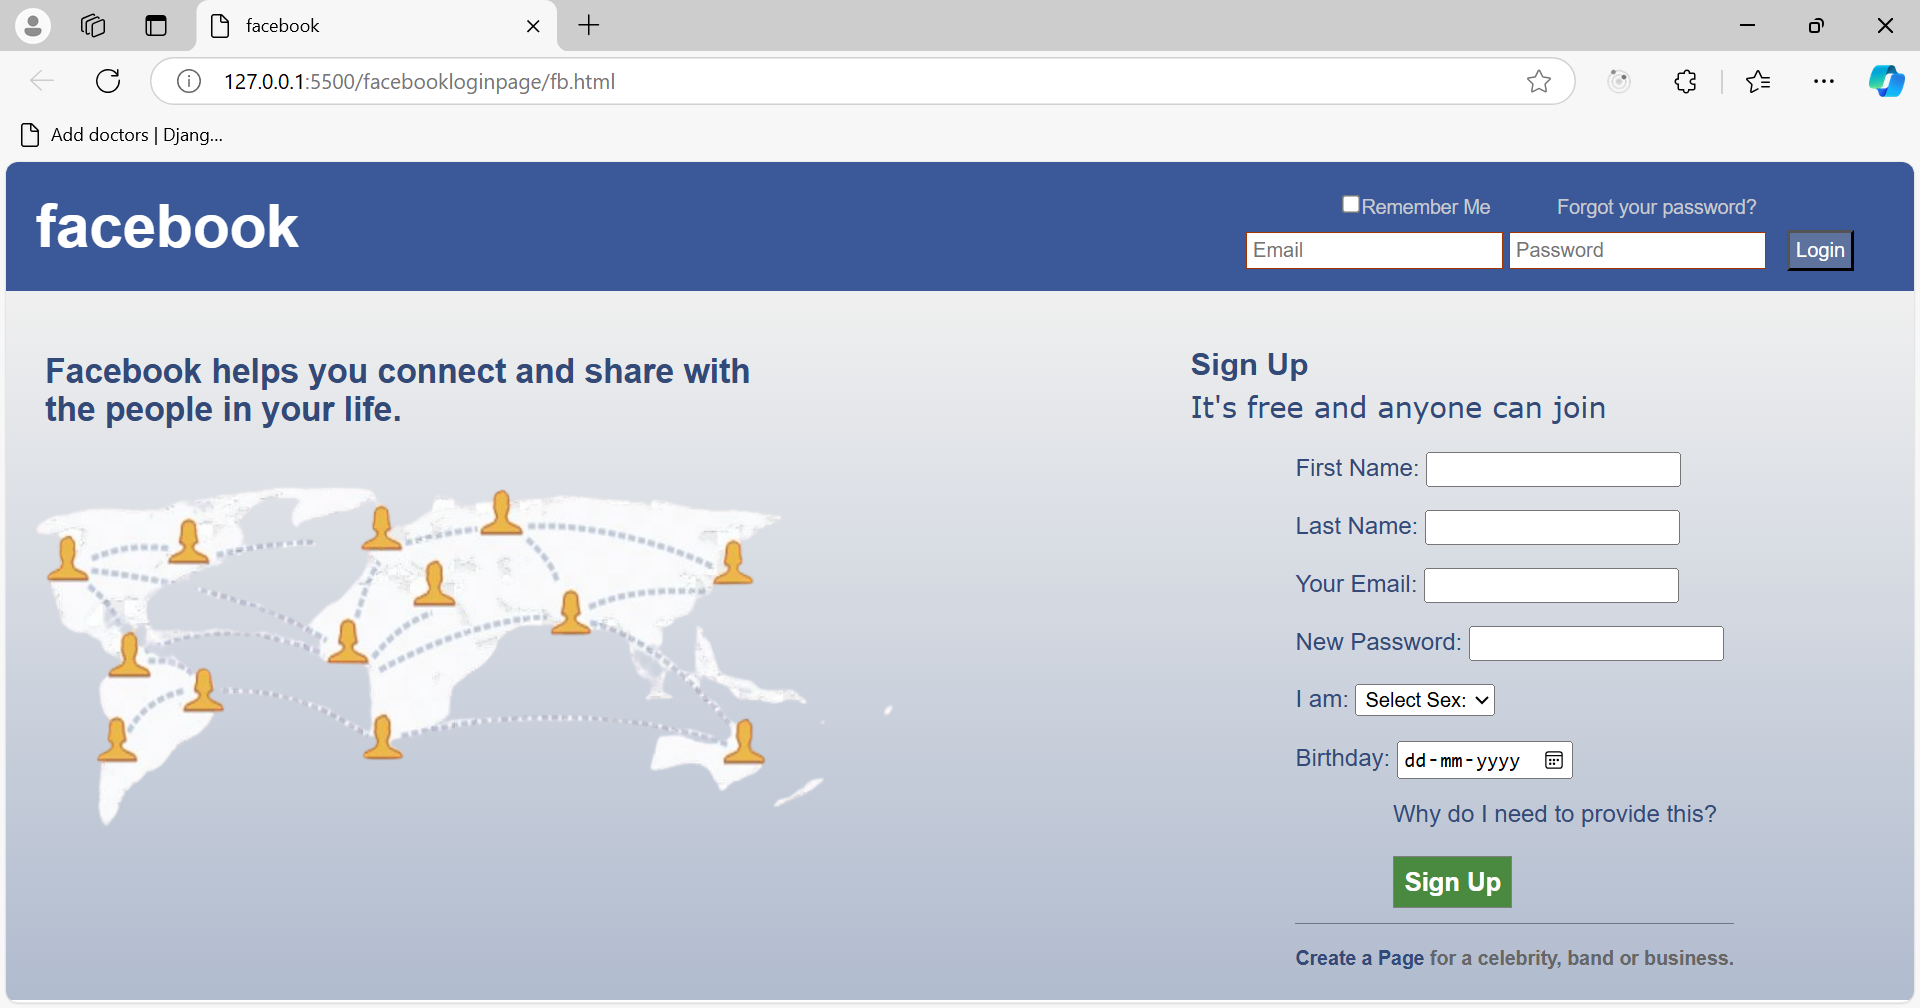 facebook
127.0.0.1:5500/facebookloginpage/fb.html
Add doctors | Djang...
facebook
Remember Me
Forgot your password?
Email
Password
Login
Facebook helps you connect and share with
the people in your life.
Sign Up
It's free and anyone can join
First Name:
Last Name:
Your Email:
New Password:
I am: Select Sex:
Birthday: dd-mm-yyyy
Why do I need to provide this?
Sign Up
Create a Page for a celebrity, band or business.